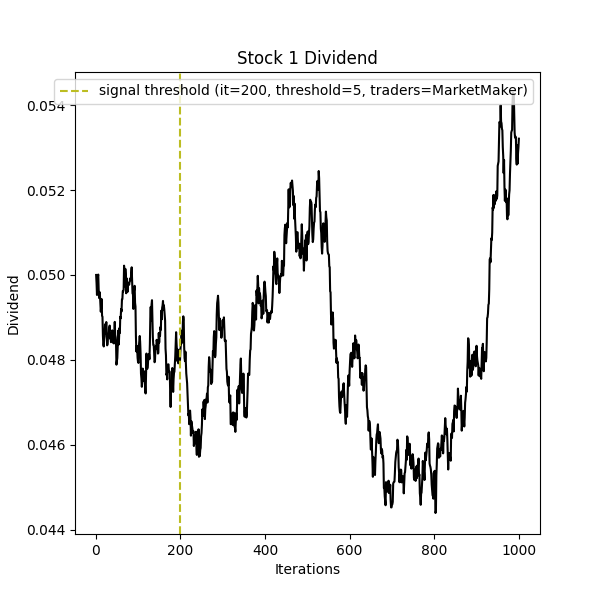 Stock 1 Dividend
signal threshold (it=200, threshold=5, traders=MarketMaker)
0.054
0.052
0.050
0.048
0.046
0.044
Dividend
0 200 400 600 800 1000
Iterations